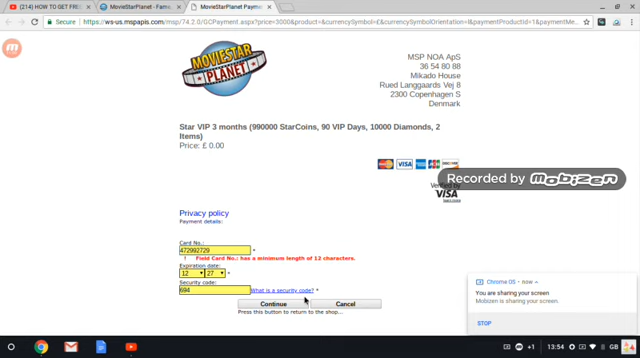 (214) HOW TO GET FREE
MovieStarPlanet - Fam
MovieStarPlanet Payme
Secure
https://ws-us.mspapis.com/msp/74.2.0/GCPayment.aspx?price=3000&product=&currencySymbol=£&currencySymbolOrientation=l&paymentProductId=1&paymentMe
MOVIESTAR
PLANET
MSP NOA ApS
36 54 80 88
Mikado House
Rued Langgaards Vej 8
2300 Copenhagen S
Denmark
Star VIP 3 months (990000 StarCoins, 90 VIP Days, 10000 Diamonds, 2
Items)
Price: £ 0.00
VISA
Recorded by mobizen
Verified by
VISA
Privacy policy
Payment details:
Card No.:
472992729 *
! Field Card No.: has a minimum length of 12 characters.
Expiration date:
12 27 *
Security code:
694 What is a security code? *
Continue Cancel
Press this button to return to the shop...
Chrome OS - now
You are sharing your screen
Mobizen is sharing your screen.
STOP
+1 13:54 GB